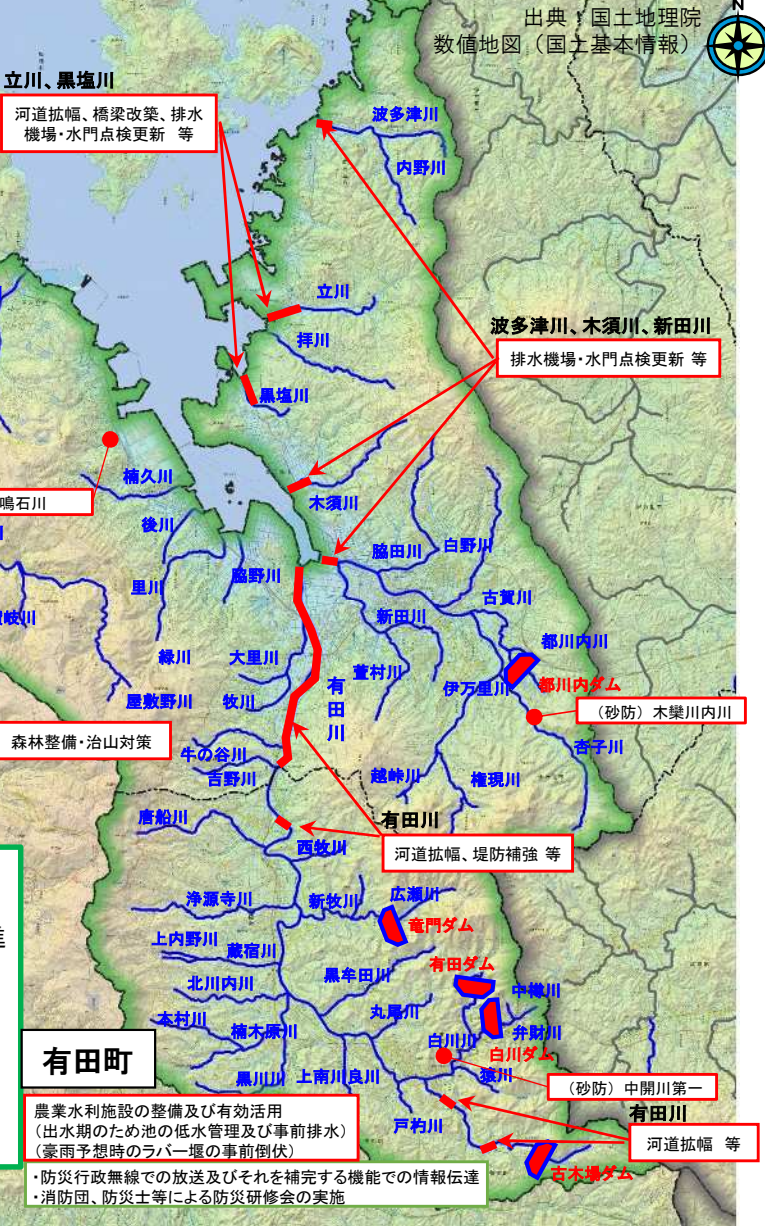 N
出典：国土地理院
数値地図（国土基本情報）
立川、黒塩川
河道拡幅、橋梁改築、排水
機場・水門点検更新 等
波多津川
内野川
立川
拝川
波多津川、木須川、新田川
排水機場・水門点検更新 等
黒塩川
楠久川
鳴石川
木須川
後川
脇田川
白野川
里川
脇野川
古賀川
新田川
都川内川
緑川
大里川
萱村川
有田川
伊万里川
都川内ダム
屋敷野川
牧川
（砂防）木欒川内川
森林整備・治山対策
牛の谷川
杏子川
吉野川
越峠川
権現川
唐船川
有田川
西牧川
河道拡幅、堤防補強 等
浄源寺川
新牧川
広瀬川
竜門ダム
上内野川
蔵宿川
有田ダム
北川内川
黒牟田川
中樽川
本村川
楠木原川
丸尾川
弁財川
白川川
白川ダム
有田町
黒川川
上南川良川
猿川
（砂防）中開川第一
農業水利施設の整備及び有効活用
（出水期のため池の低水管理及び事前排水）
（豪雨予想時のラバー堰の事前倒伏）
戸杓川
有田川
河道拡幅 等
古木場ダム
・防災行政無線での放送及びそれを補完する機能での情報伝達
・消防団、防災士等による防災研修会の実施